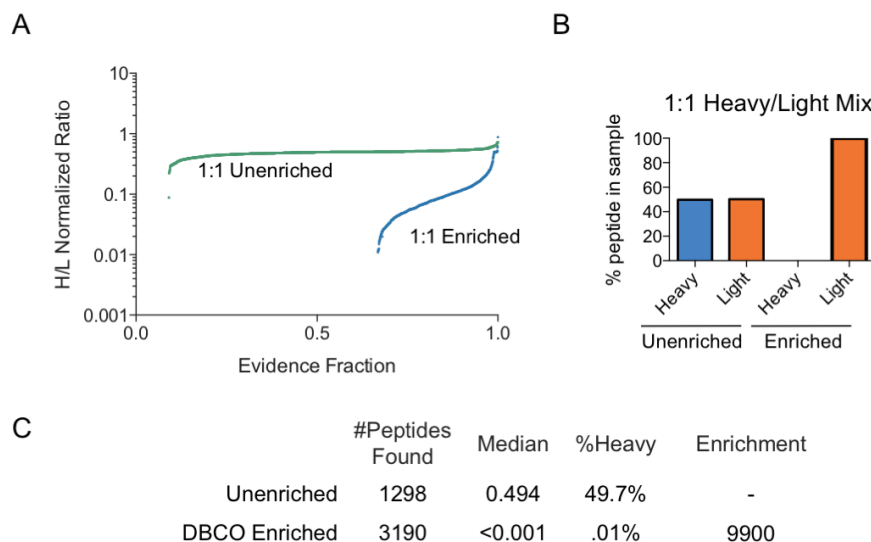 A
H/L Normalized Ratio
10
1
0.1
0.01
0.001
1:1 Unenriched
1:1 Enriched
0.0
0.5
1.0
Evidence Fraction
B
1:1 Heavy/Light Mix
% peptide in sample
100
80
60
40
20
0
Heavy
Light
Heavy
Light
Unenriched
Enriched
C
#Peptides
Found
Median
%Heavy
Enrichment
Unenriched 1298 0.494 49.7% -
DBCO Enriched 3190 <0.001 .01% 9900